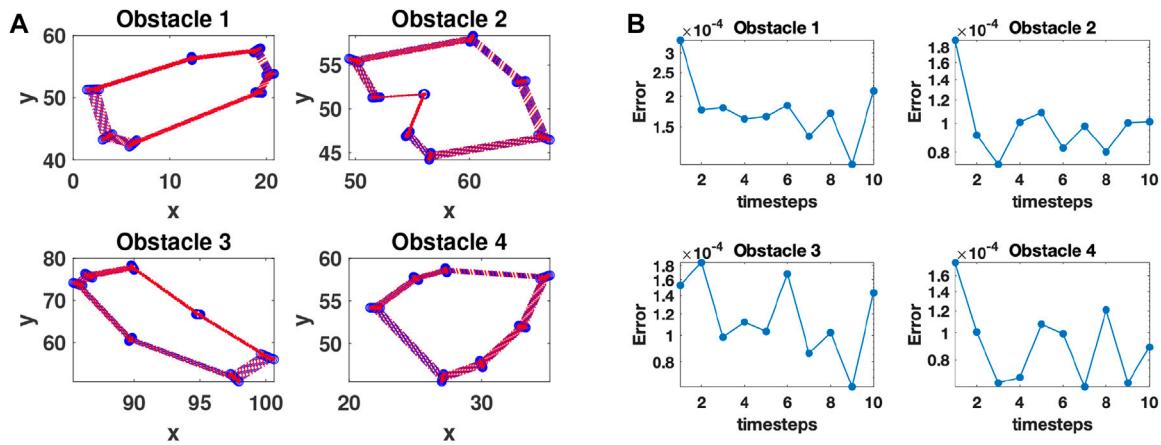 A
Obstacle 1
60
50
40
y
0
10
20
x
Obstacle 2
55
50
45
y
50
60
x
Obstacle 3
80
70
60
y
90
95
100
x
Obstacle 4
60
50
40
y
20
30
x
B
×10⁻⁴
Obstacle 1
3
2.5
2
1.5
Error
2 4 6 8 10
timesteps
×10⁻⁴
Obstacle 2
1.8
1.6
1.4
1.2
1
0.8
Error
2 4 6 8 10
timesteps
×10⁻⁴
Obstacle 3
1.8
1.6
1.4
1.2
1
0.8
Error
2 4 6 8 10
timesteps
×10⁻⁴
Obstacle 4
1.6
1.4
1.2
1
0.8
Error
2 4 6 8 10
timesteps